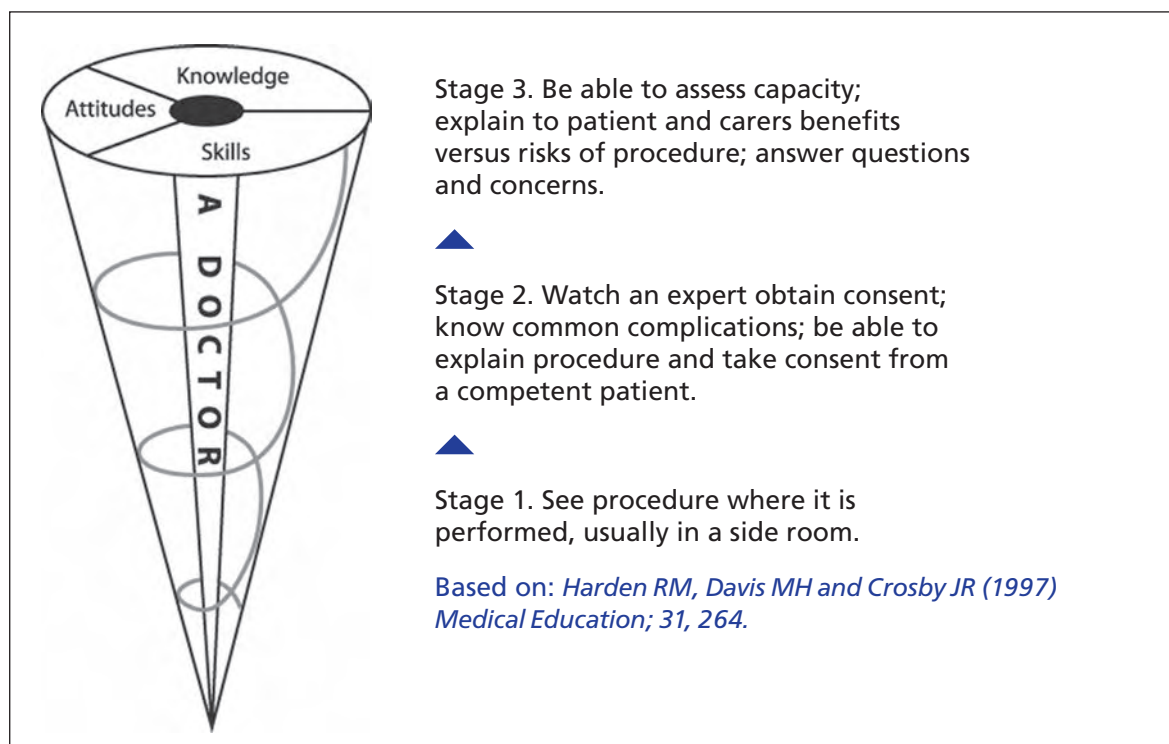 Knowledge
Attitudes
Skills
A DOCTOR
Stage 3. Be able to assess capacity;
explain to patient and carers benefits
versus risks of procedure; answer questions
and concerns.
Stage 2. Watch an expert obtain consent;
know common complications; be able to
explain procedure and take consent from
a competent patient.
Stage 1. See procedure where it is
performed, usually in a side room.
Based on: Harden RM, Davis MH and Crosby JR (1997)
Medical Education; 31, 264.